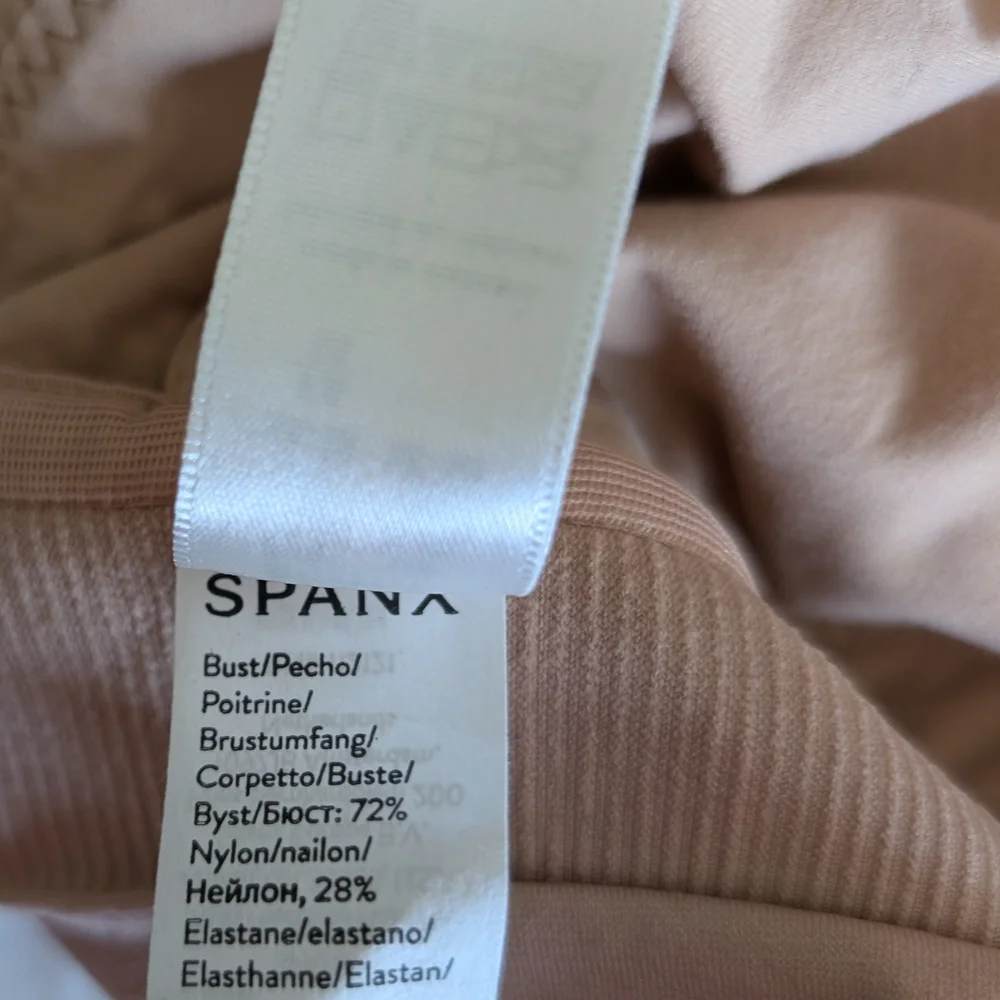 SPANX
Bust/Pecho/
Poitrine/
Brustumfang/
Corpetto/Buste/
Byst/Бюст: 72%
Nylon/nailon/
Нейлон, 28%
Elastane/elastano/
Elasthanne/Elastan/